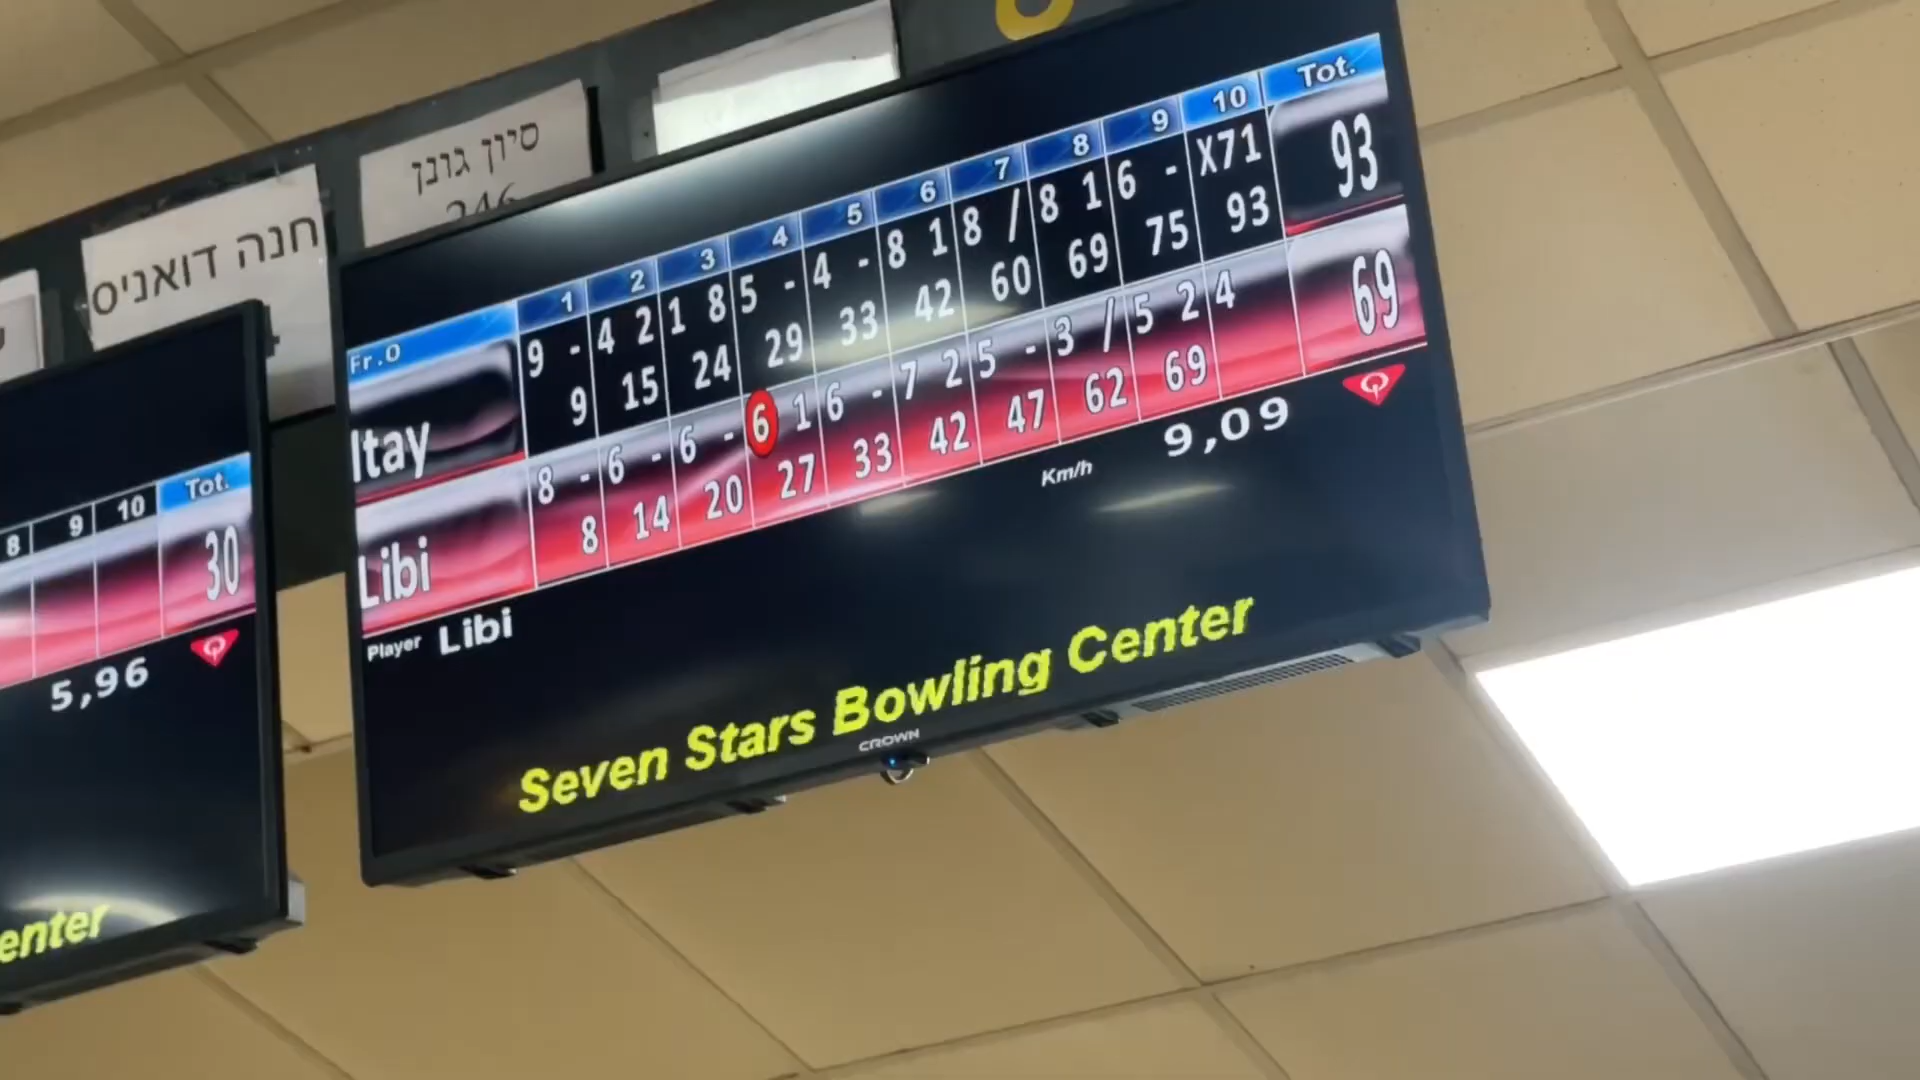 סיון גונן
חנה דואניס
Fr.0 1 2 3 4 5 6 7 8 9 10 Tot.
9 - 4 2 1 8 5 - 4 - 8 1 8 / 8 1 6 - X71 93
Itay 9 15 24 29 33 42 60 69 75 93
8 - 6 - 6 - 6 1 6 - 7 2 5 - 3 / 5 2 4 69
Libi 8 14 20 27 33 42 47 62 69
Player Libi
Km/h 9,09
Seven Stars Bowling Center
CROWN
8 9 10 Tot.
30
5,96
enter